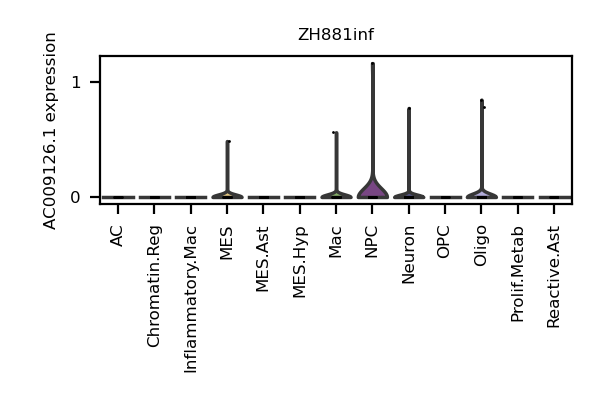 ZH881inf
AC009126.1 expression
1
0
AC
Chromatin.Reg
Inflammatory.Mac
MES
MES.Ast
MES.Hyp
Mac
NPC
Neuron
OPC
Oligo
Prolif.Metab
Reactive.Ast